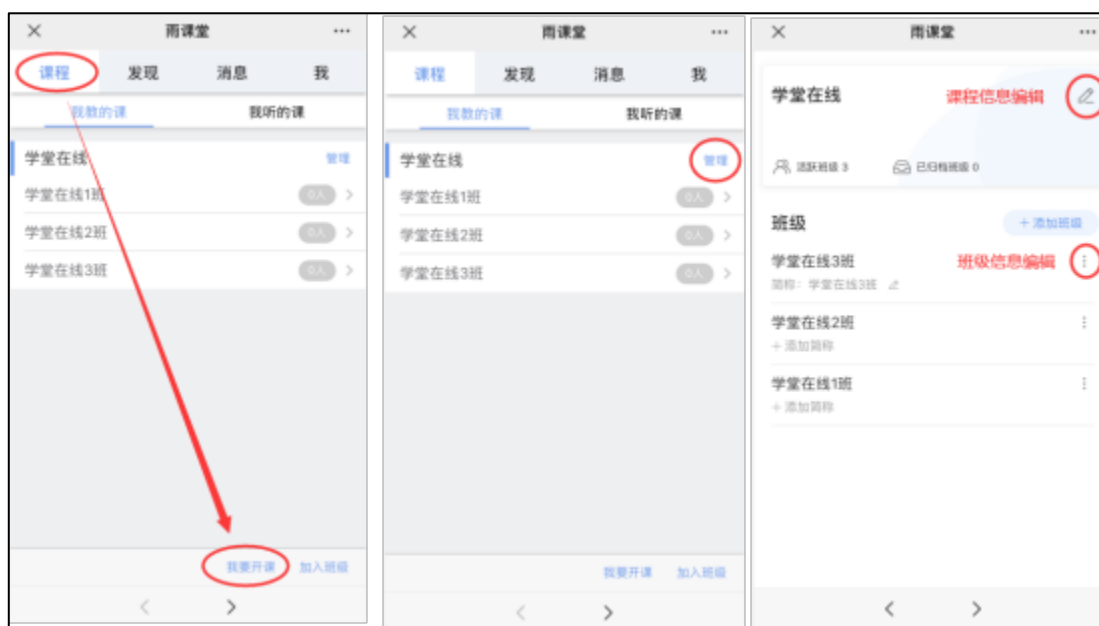 雨课堂
课程 发现 消息 我
我教的课 我听的课
学堂在线 管理
学堂在线1班 0人
学堂在线2班 0人
学堂在线3班 0人
我要开课 加入班级
雨课堂
课程 发现 消息 我
我教的课 我听的课
学堂在线 管理
学堂在线1班 0人
学堂在线2班 0人
学堂在线3班 0人
我要开课 加入班级
雨课堂
学堂在线 课程信息编辑
活跃班级 3 已归档班级 0
班级 + 添加班级
学堂在线3班 班级信息编辑
简称：学堂在线3班
学堂在线2班
+ 添加简称
学堂在线1班
+ 添加简称